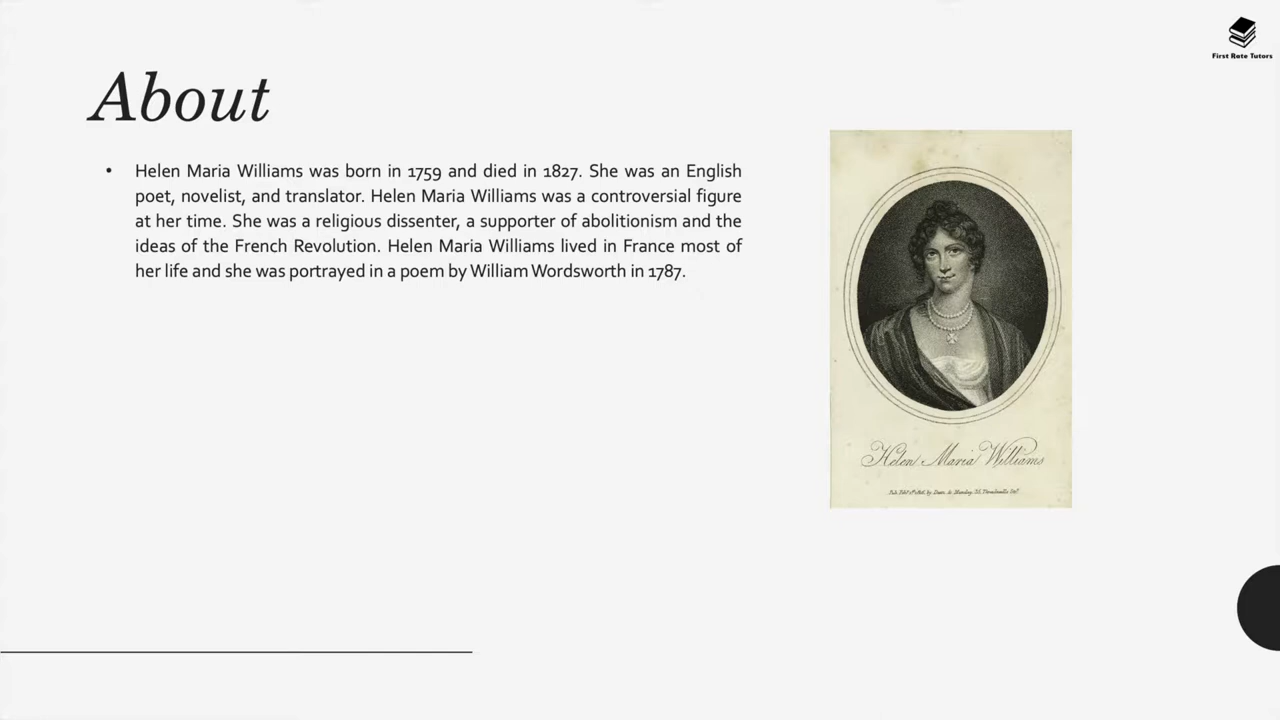 First Rate Tutors
About
• Helen Maria Williams was born in 1759 and died in 1827. She was an English
poet, novelist, and translator. Helen Maria Williams was a controversial figure
at her time. She was a religious dissenter, a supporter of abolitionism and the
ideas of the French Revolution. Helen Maria Williams lived in France most of
her life and she was portrayed in a poem by William Wordsworth in 1787.
Helen Maria Williams